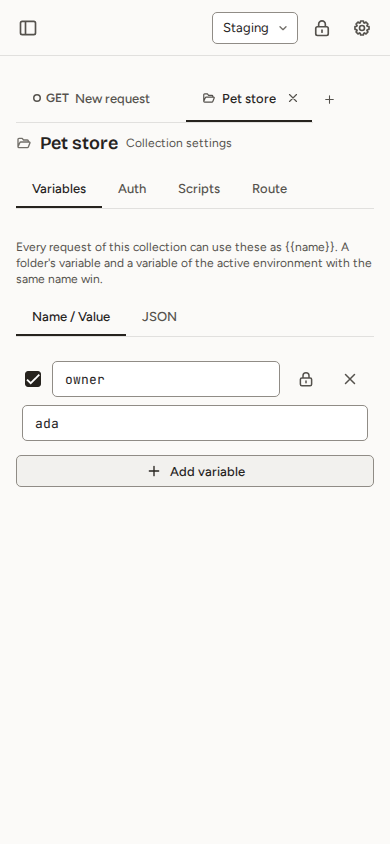 Staging
GET New request
Pet store
Pet store Collection settings
Variables Auth Scripts Route
Every request of this collection can use these as {{name}}. A
folder's variable and a variable of the active environment with the
same name win.
Name / Value JSON
owner
ada
Add variable